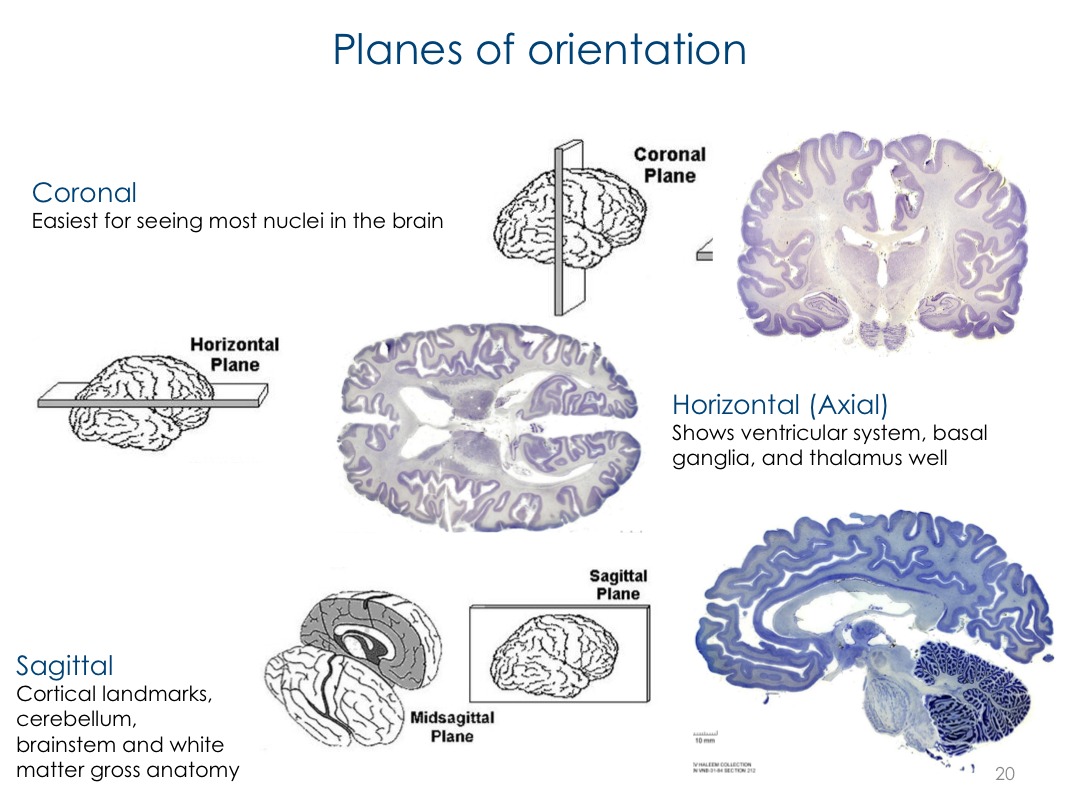 Planes of orientation
Coronal
Easiest for seeing most nuclei in the brain
Coronal
Plane
Horizontal
Plane
Horizontal (Axial)
Shows ventricular system, basal
ganglia, and thalamus well
Sagittal
Cortical landmarks,
cerebellum,
brainstem and white
matter gross anatomy
Midsagittal
Plane
Sagittal
Plane
10 mm
HALEEM COLLECTION
SECTION 212
20